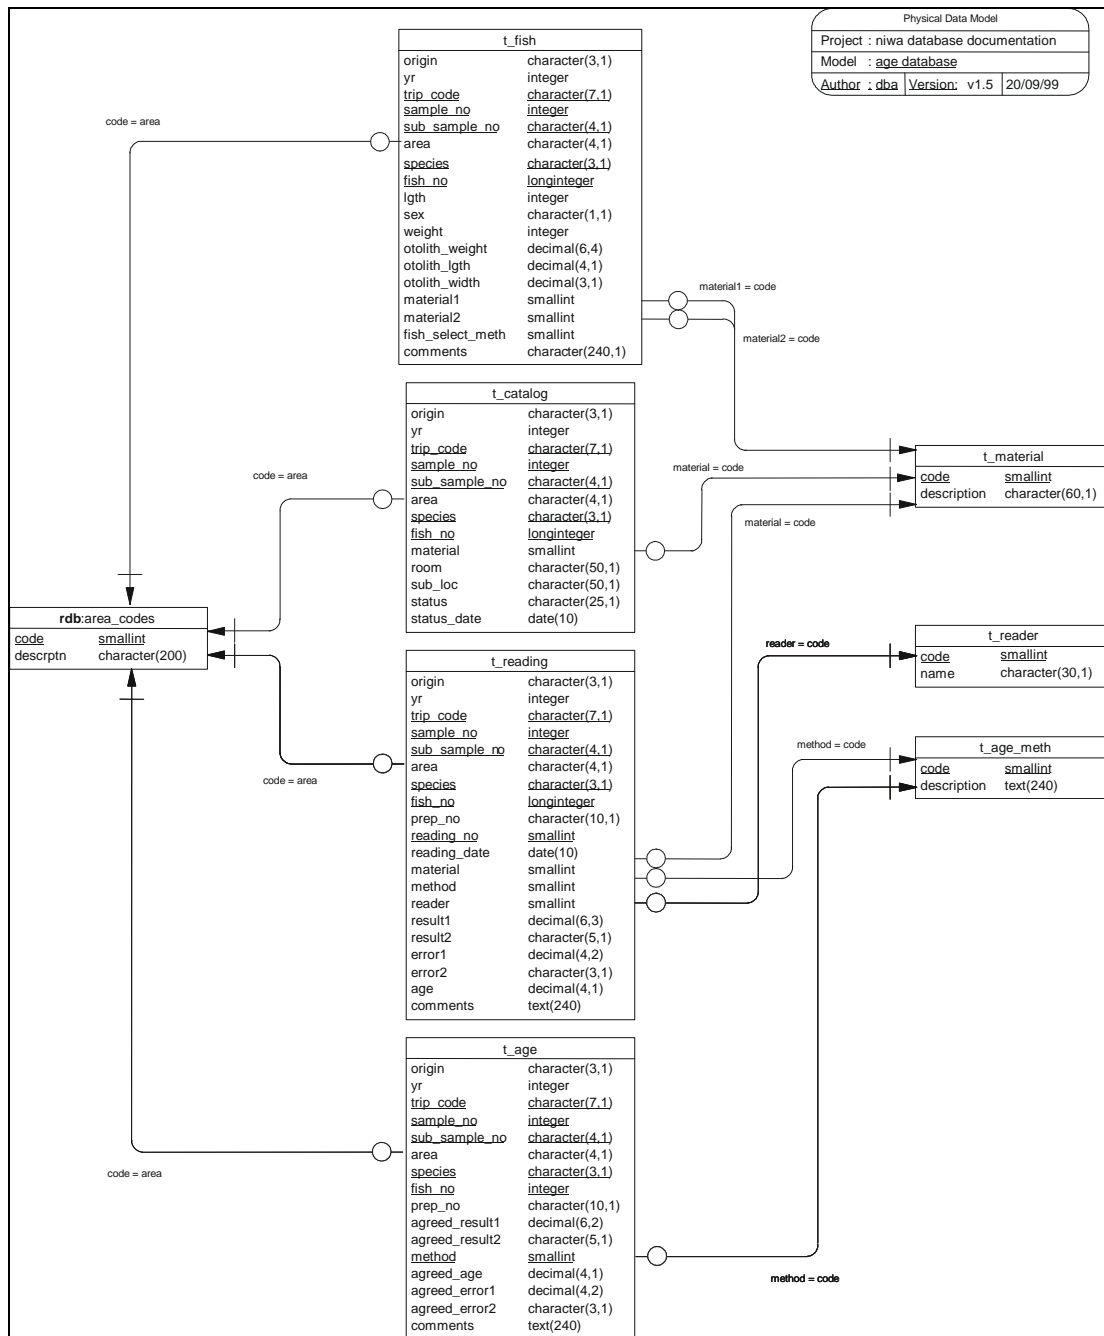 Physical Data Model
Project : niwa database documentation
Model : age database
Author : dba Version: v1.5 20/09/99
t_fish
origin character(3,1)
yr integer
trip_code character(7,1)
sample_no integer
sub_sample_no character(4,1)
area character(4,1)
species character(3,1)
fish_no longinteger
lgth integer
sex character(1,1)
weight integer
otolith_weight decimal(6,4)
otolith_lgth decimal(4,1)
otolith_width decimal(3,1)
material1 smallint
material2 smallint
fish_select_meth smallint
comments character(240,1)
code = area
material1 = code
material2 = code
t_catalog
origin character(3,1)
yr integer
trip_code character(7,1)
sample_no integer
sub_sample_no character(4,1)
area character(4,1)
species character(3,1)
fish_no longinteger
material smallint
room character(50,1)
sub_loc character(50,1)
status character(25,1)
status_date date(10)
code = area
material = code
material = code
t_material
code smallint
description character(60,1)
rdb:area_codes
code smallint
descrptn character(200)
t_reading
origin character(3,1)
yr integer
trip_code character(7,1)
sample_no integer
sub_sample_no character(4,1)
area character(4,1)
species character(3,1)
fish_no longinteger
prep_no character(10,1)
reading_no smallint
reading_date date(10)
material smallint
method smallint
reader smallint
result1 decimal(6,3)
result2 character(5,1)
error1 decimal(4,2)
error2 character(3,1)
age decimal(4,1)
comments text(240)
code = area
reader = code
t_reader
code smallint
name character(30,1)
method = code
t_age_meth
code smallint
description text(240)
t_age
origin character(3,1)
yr integer
trip_code character(7,1)
sample_no integer
sub_sample_no character(4,1)
area character(4,1)
species character(3,1)
fish_no integer
prep_no character(10,1)
agreed_result1 decimal(6,2)
agreed_result2 character(5,1)
method smallint
agreed_age decimal(4,1)
agreed_error1 decimal(4,2)
agreed_error2 character(3,1)
comments text(240)
code = area
method = code